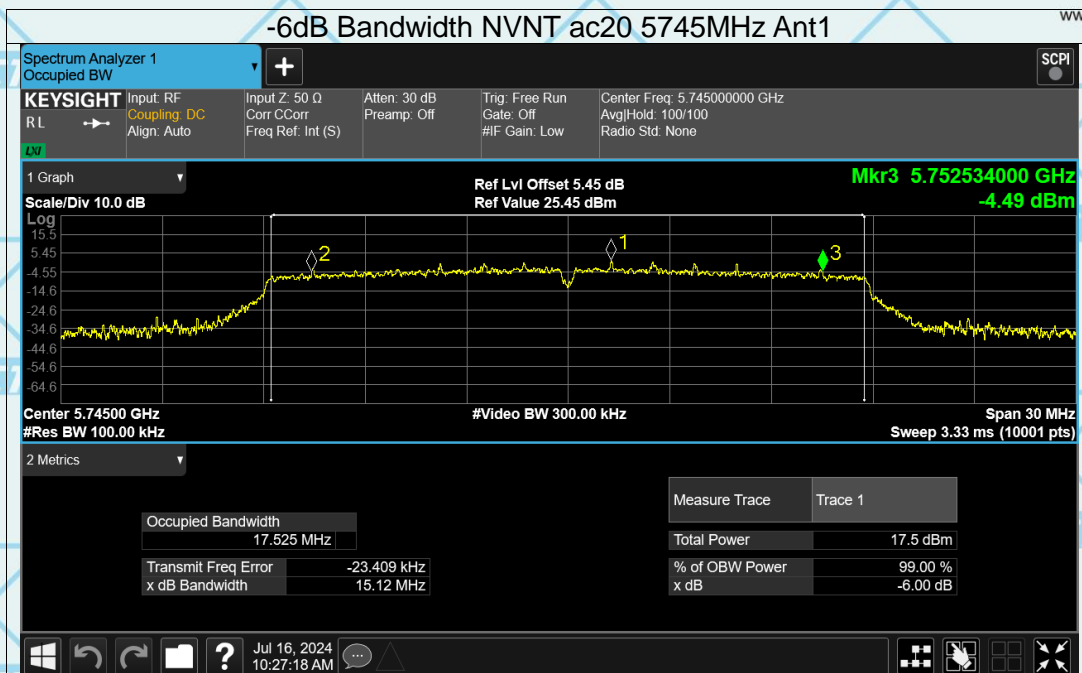 -6dB Bandwidth NVNT ac20 5745MHz Ant1
Spectrum Analyzer 1
Occupied BW
+
SCPI
KEYSIGHT
R L
LXI
Input: RF
Coupling: DC
Align: Auto
Input Z: 50 Ω
Corr CCorr
Freq Ref: Int (S)
Atten: 30 dB
Preamp: Off
Trig: Free Run
Gate: Off
#IF Gain: Low
Center Freq: 5.745000000 GHz
Avg|Hold: 100/100
Radio Std: None
1 Graph
Scale/Div 10.0 dB
Ref Lvl Offset 5.45 dB
Ref Value 25.45 dBm
Mkr3 5.752534000 GHz
-4.49 dBm
Log
15.5
5.45
-4.55
-14.6
-24.6
-34.6
-44.6
-54.6
-64.6
2
1
3
Center 5.74500 GHz
#Video BW 300.00 kHz
Span 30 MHz
#Res BW 100.00 kHz
Sweep 3.33 ms (10001 pts)
2 Metrics
Measure Trace Trace 1
Occupied Bandwidth
17.525 MHz
Total Power 17.5 dBm
Transmit Freq Error -23.409 kHz
% of OBW Power 99.00 %
x dB Bandwidth 15.12 MHz
x dB -6.00 dB
?
Jul 16, 2024
10:27:18 AM